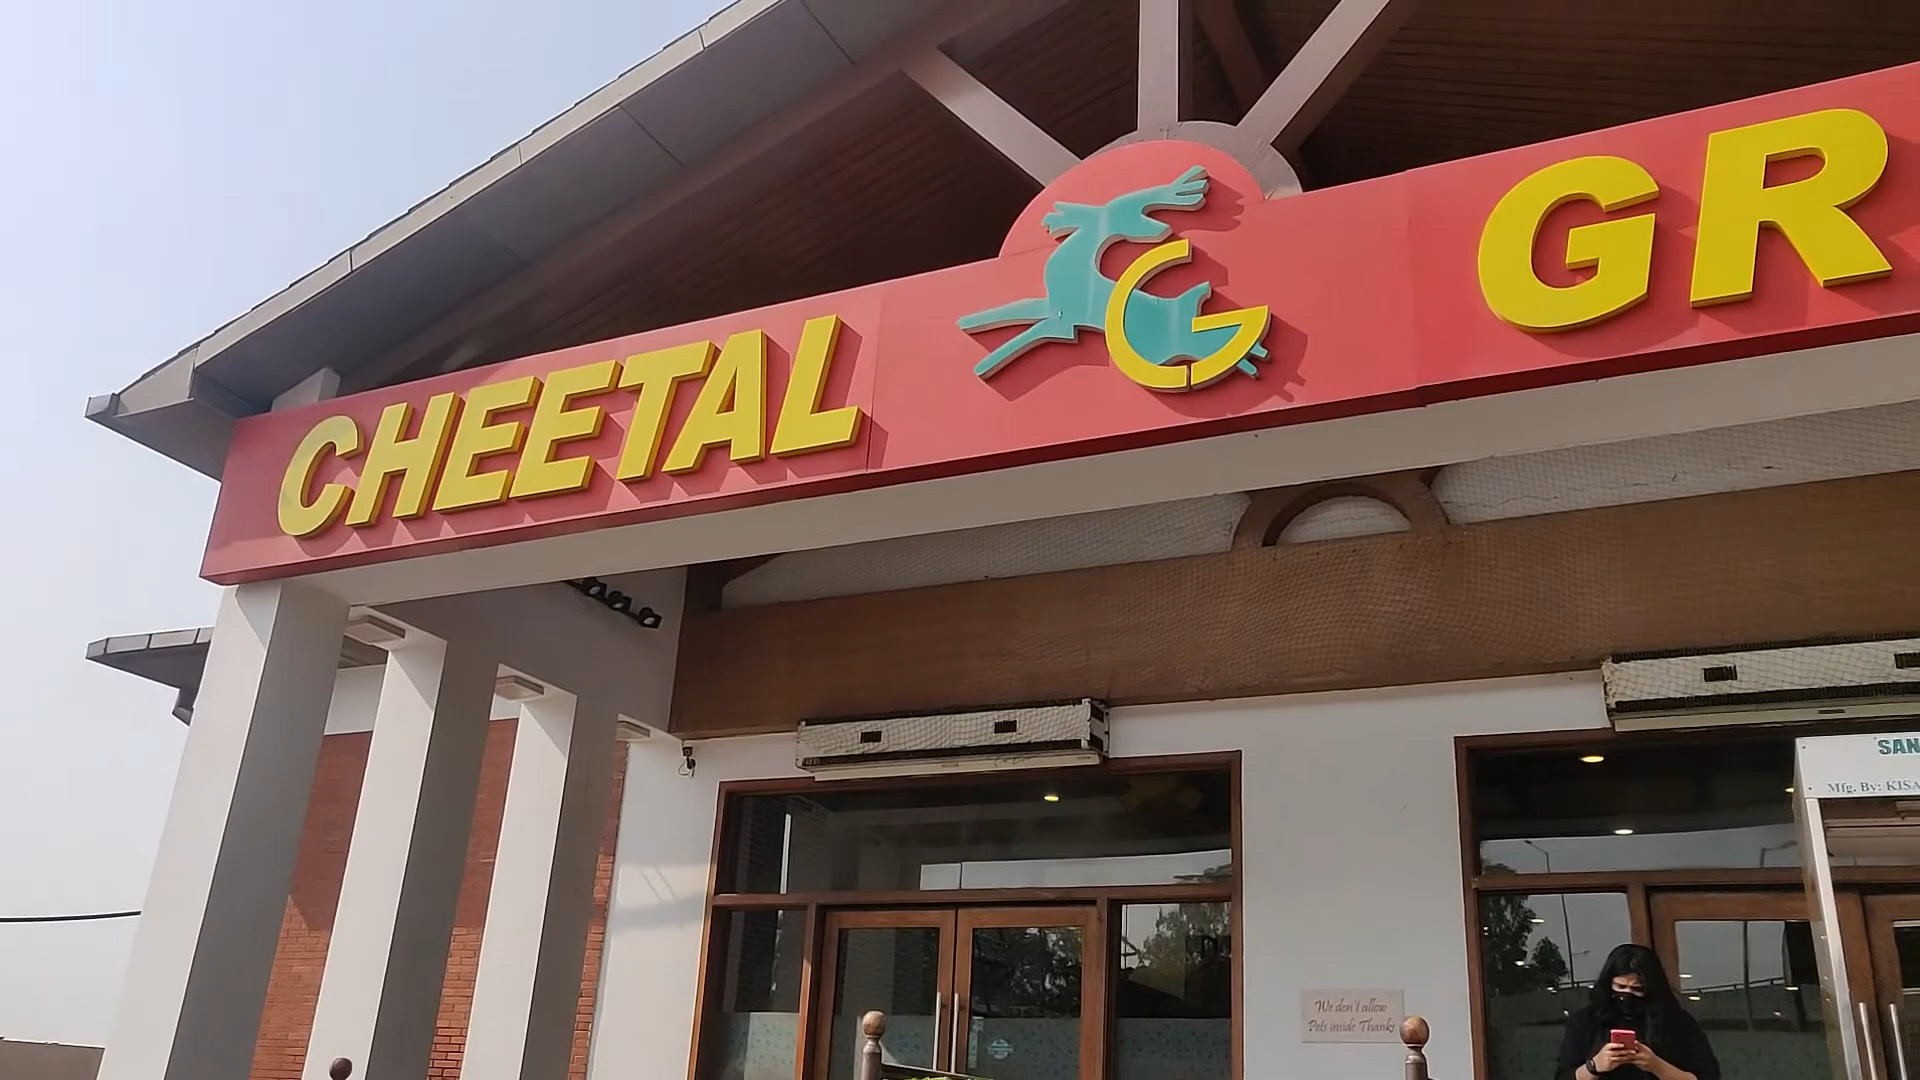 CHEETAL G GR
SAN
Mfg. By: KISA
We don't allow
Pets inside Thanks